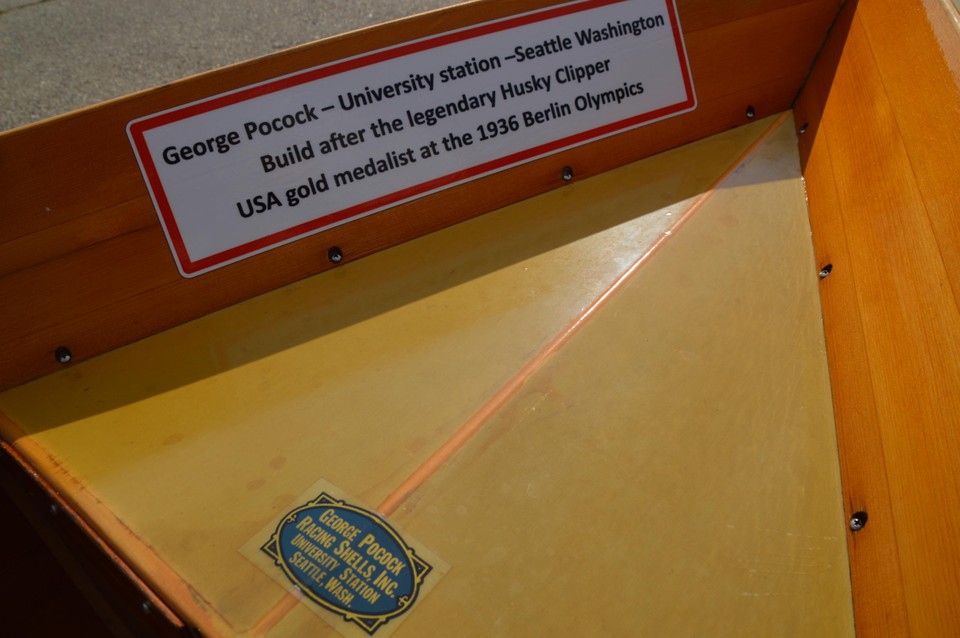 George Pocock – University station –Seattle Washington
Build after the legendary Husky Clipper
USA gold medalist at the 1936 Berlin Olympics
GEORGE POCOCK
RACING SHELLS, INC.
UNIVERSITY STATION
SEATTLE, WASH.